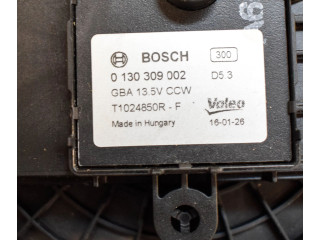 BOSCH 300
0 130 309 002 D5 3
GBA 13.5V CCW
T1024850R - F Valeo
Made in Hungary 16-01-26